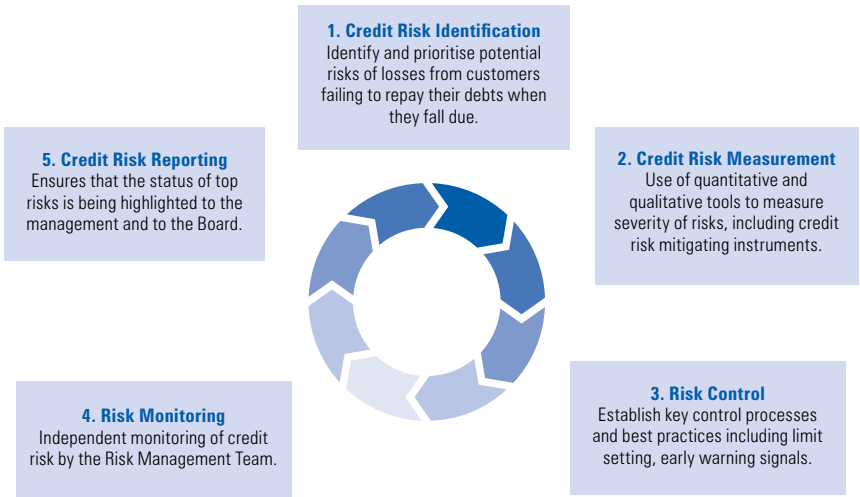 1. Credit Risk Identification
Identify and prioritise potential
risks of losses from customers
failing to repay their debts when
they fall due.
2. Credit Risk Measurement
Use of quantitative and
qualitative tools to measure
severity of risks, including credit
risk mitigating instruments.
3. Risk Control
Establish key control processes
and best practices including limit
setting, early warning signals.
4. Risk Monitoring
Independent monitoring of credit
risk by the Risk Management Team.
5. Credit Risk Reporting
Ensures that the status of top
risks is being highlighted to the
management and to the Board.